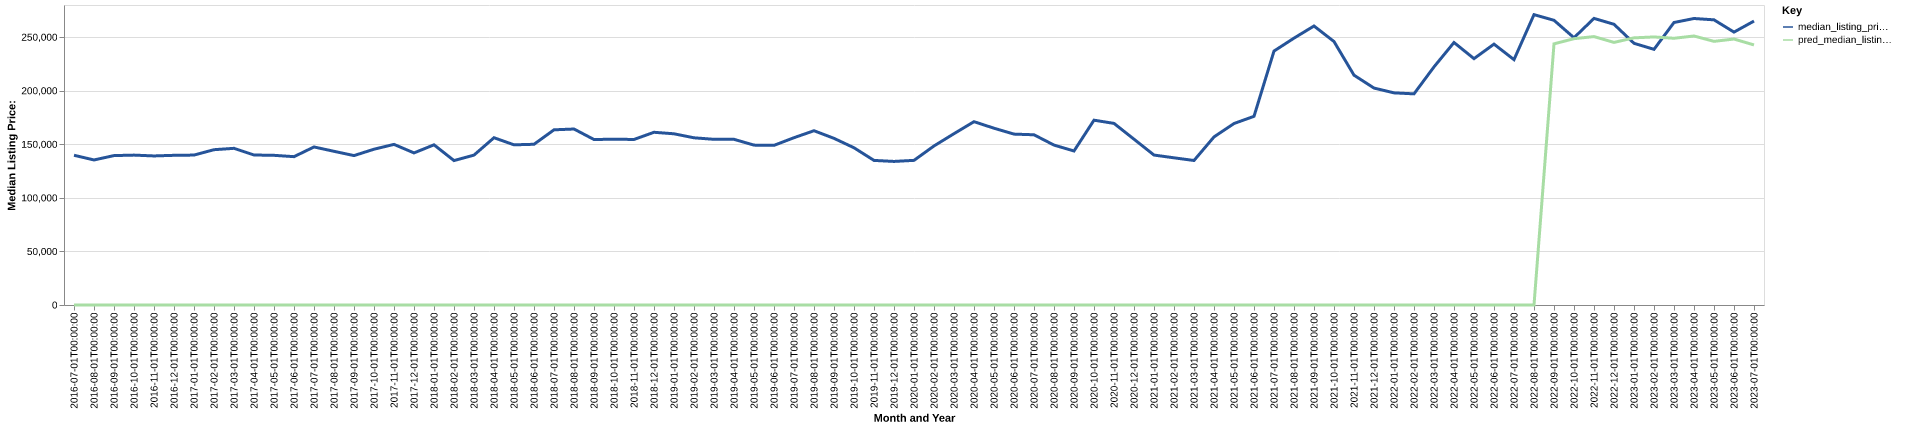 Key
median_listing_pri...
pred_median_listin...
Median Listing Price:
250,000
200,000
150,000
100,000
50,000
0
2016-07-01T00:00:00
2016-08-01T00:00:00
2016-09-01T00:00:00
2016-10-01T00:00:00
2016-11-01T00:00:00
2016-12-01T00:00:00
2017-01-01T00:00:00
2017-02-01T00:00:00
2017-03-01T00:00:00
2017-04-01T00:00:00
2017-05-01T00:00:00
2017-06-01T00:00:00
2017-07-01T00:00:00
2017-08-01T00:00:00
2017-09-01T00:00:00
2017-10-01T00:00:00
2017-11-01T00:00:00
2017-12-01T00:00:00
2018-01-01T00:00:00
2018-02-01T00:00:00
2018-03-01T00:00:00
2018-04-01T00:00:00
2018-05-01T00:00:00
2018-06-01T00:00:00
2018-07-01T00:00:00
2018-08-01T00:00:00
2018-09-01T00:00:00
2018-10-01T00:00:00
2018-11-01T00:00:00
2018-12-01T00:00:00
2019-01-01T00:00:00
2019-02-01T00:00:00
2019-03-01T00:00:00
2019-04-01T00:00:00
2019-05-01T00:00:00
2019-06-01T00:00:00
2019-07-01T00:00:00
2019-08-01T00:00:00
2019-09-01T00:00:00
2019-10-01T00:00:00
2019-11-01T00:00:00
2019-12-01T00:00:00
2020-01-01T00:00:00
2020-02-01T00:00:00
2020-03-01T00:00:00
2020-04-01T00:00:00
2020-05-01T00:00:00
2020-06-01T00:00:00
2020-07-01T00:00:00
2020-08-01T00:00:00
2020-09-01T00:00:00
2020-10-01T00:00:00
2020-11-01T00:00:00
2020-12-01T00:00:00
2021-01-01T00:00:00
2021-02-01T00:00:00
2021-03-01T00:00:00
2021-04-01T00:00:00
2021-05-01T00:00:00
2021-06-01T00:00:00
2021-07-01T00:00:00
2021-08-01T00:00:00
2021-09-01T00:00:00
2021-10-01T00:00:00
2021-11-01T00:00:00
2021-12-01T00:00:00
2022-01-01T00:00:00
2022-02-01T00:00:00
2022-03-01T00:00:00
2022-04-01T00:00:00
2022-05-01T00:00:00
2022-06-01T00:00:00
2022-07-01T00:00:00
2022-08-01T00:00:00
2022-09-01T00:00:00
2022-10-01T00:00:00
2022-11-01T00:00:00
2022-12-01T00:00:00
2023-01-01T00:00:00
2023-02-01T00:00:00
2023-03-01T00:00:00
2023-04-01T00:00:00
2023-05-01T00:00:00
2023-06-01T00:00:00
2023-07-01T00:00:00
Month and Year